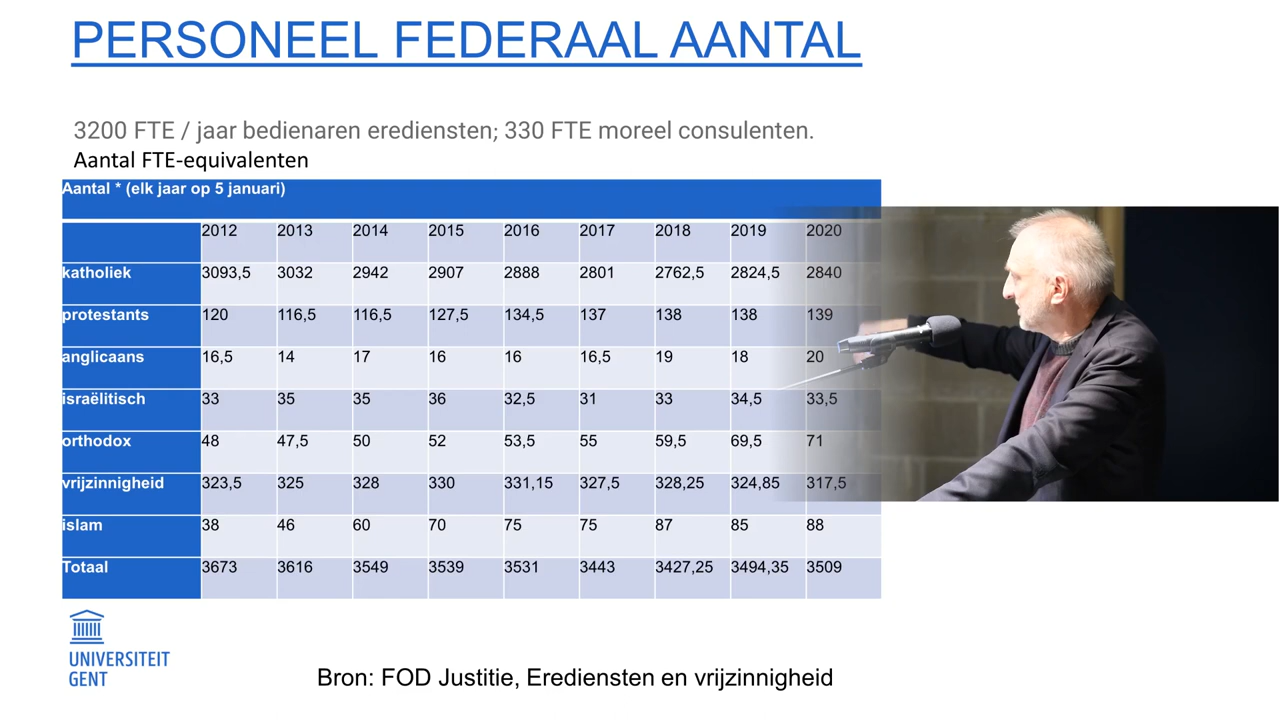 PERSONEEL FEDERAAL AANTAL
3200 FTE / jaar bedienaren erediensten; 330 FTE moreel consulenten.
Aantal FTE-equivalenten
Aantal * (elk jaar op 5 januari)
2012 2013 2014 2015 2016 2017 2018 2019 2020
katholiek 3093,5 3032 2942 2907 2888 2801 2762,5 2824,5 2840
protestants 120 116,5 116,5 127,5 134,5 137 138 138 139
anglicaans 16,5 14 17 16 16 16,5 19 18 20
israëlitisch 33 35 35 36 32,5 31 33 34,5 33,5
orthodox 48 47,5 50 52 53,5 55 59,5 69,5 71
vrijzinnigheid 323,5 325 328 330 331,15 327,5 328,25 324,85 317,5
islam 38 46 60 70 75 75 87 85 88
Totaal 3673 3616 3549 3539 3531 3443 3427,25 3494,35 3509
UNIVERSITEIT
GENT
Bron: FOD Justitie, Erediensten en vrijzinnigheid